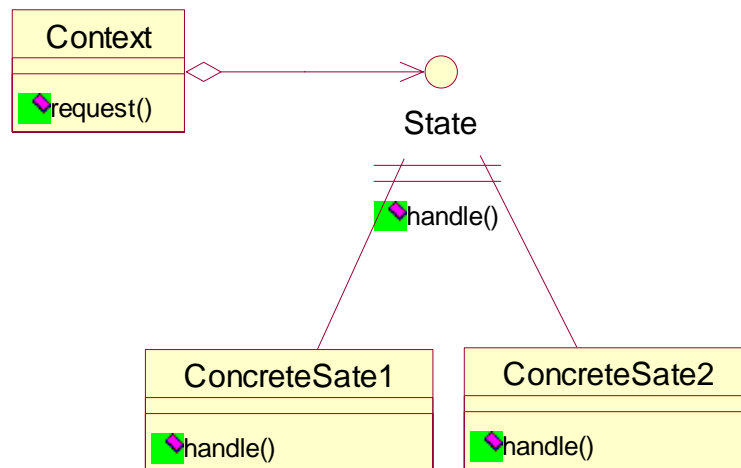 Context
request()
State
handle()
ConcreteSate1
handle()
ConcreteSate2
handle()